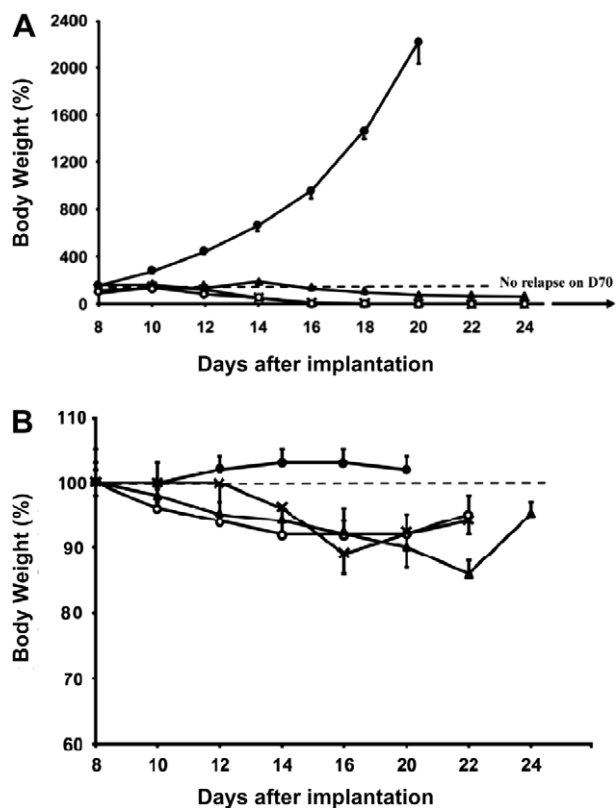 A
Body Weight (%)
2400
2000
1600
1200
800
400
0
No relapse on D70
8 10 12 14 16 18 20 22 24
Days after implantation
B
Body Weight (%)
110
100
90
80
70
60
8 10 12 14 16 20 22 24
Days after implantation